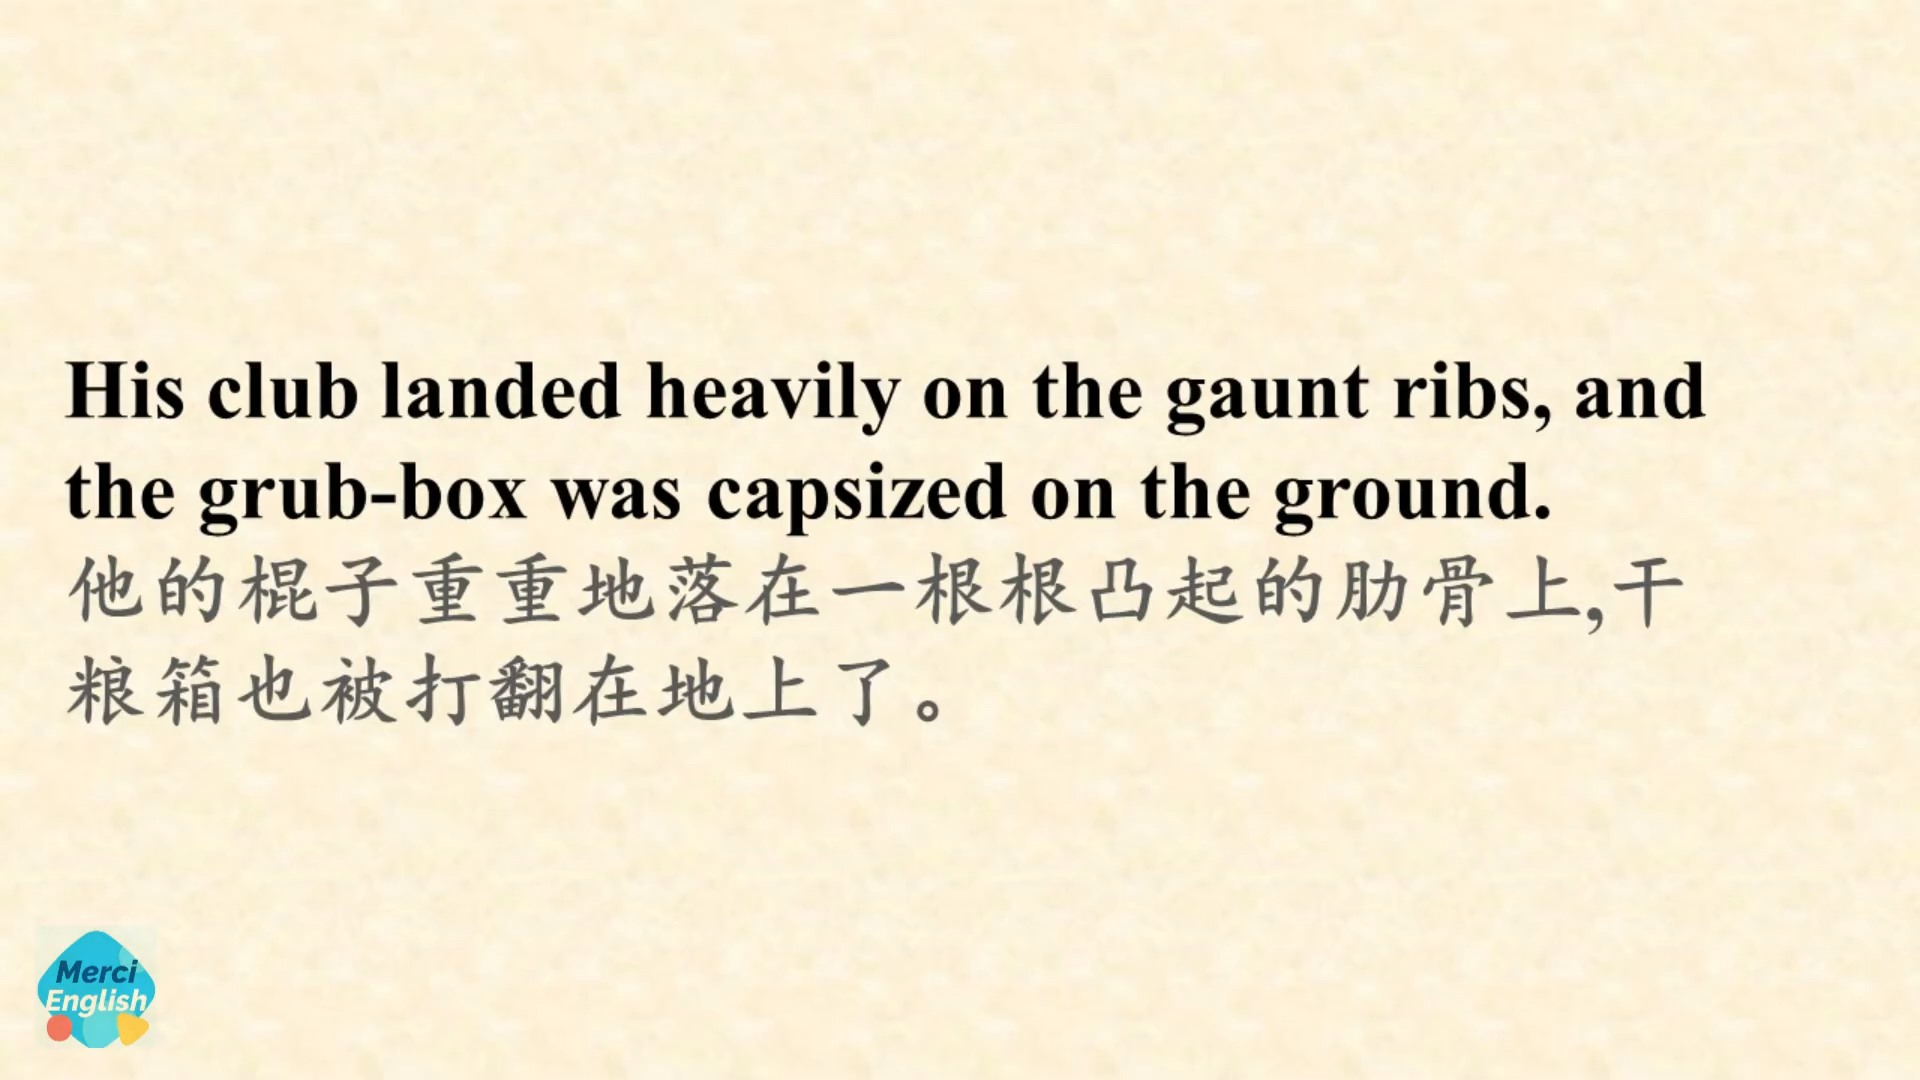 His club landed heavily on the gaunt ribs, and
the grub-box was capsized on the ground.
他的棍子重重地落在一根根凸起的肋骨上,干
粮箱也被打翻在地上了。
Merci
English